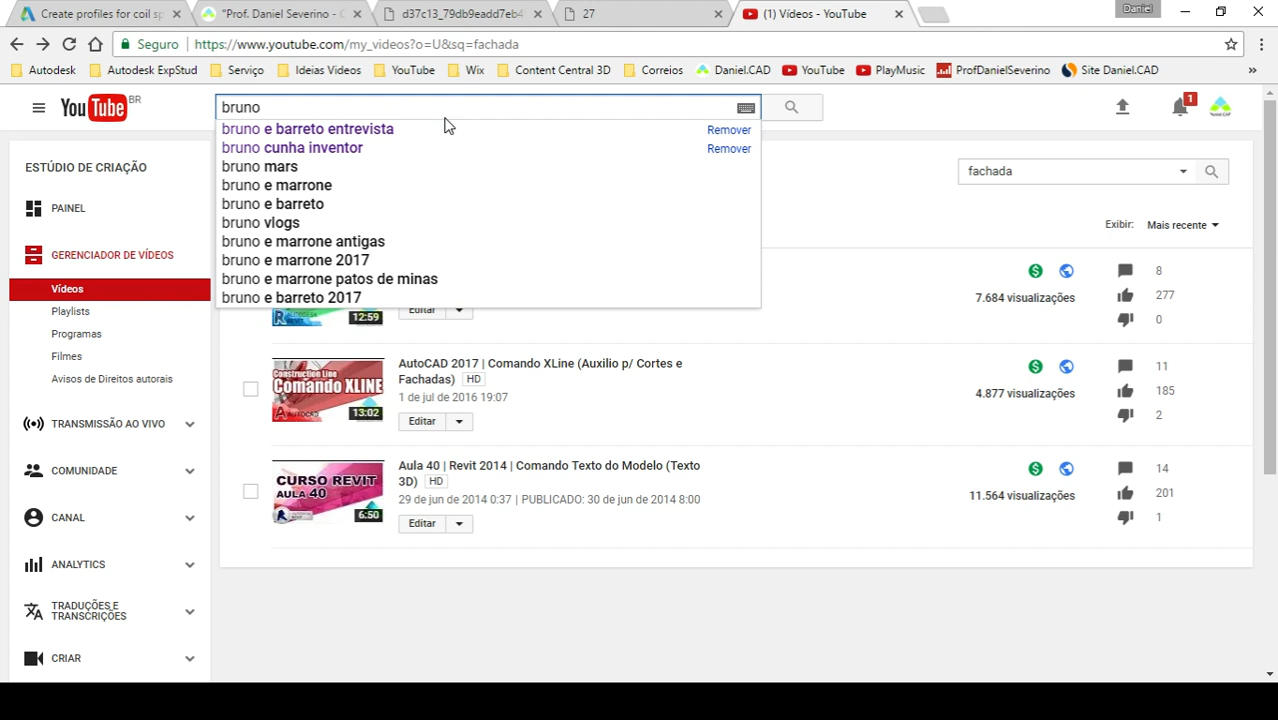 Create profiles for coil sp
"Prof. Daniel Severino - C
d37c13_79db9eadd7eb4
27
(1) Vídeos - YouTube
Daniel
Seguro
https://www.youtube.com/my_videos?o=U&sq=fachada
Autodesk
Autodesk ExpStud
Serviço
Ideias Videos
YouTube
Wix
Content Central 3D
Correios
Daniel.CAD
YouTube
PlayMusic
ProfDanielSeverino
Site Daniel.CAD
»
YouTube BR
bruno
1
bruno e barreto entrevista Remover
bruno cunha inventor Remover
bruno mars
bruno e marrone
bruno e barreto
bruno vlogs
bruno e marrone antigas
bruno e marrone 2017
bruno e marrone patos de minas
bruno e barreto 2017
ESTÚDIO DE CRIAÇÃO
PAINEL
GERENCIADOR DE VÍDEOS
Vídeos
Playlists
Programas
Filmes
Avisos de Direitos autorais
TRANSMISSÃO AO VIVO
COMUNIDADE
CANAL
ANALYTICS
TRADUÇÕES E
TRANSCRIÇÕES
CRIAR
fachada
Exibir: Mais recente
12:59
Editar
7.684 visualizações
8
277
0
Construction Line
Comando XLINE
AUTOCAD
13:02
AutoCAD 2017 | Comando XLine (Auxilio p/ Cortes e
Fachadas) HD
1 de jul de 2016 19:07
Editar
4.877 visualizações
11
185
2
CURSO REVIT
AULA 40
6:50
Aula 40 | Revit 2014 | Comando Texto do Modelo (Texto
3D) HD
29 de jun de 2014 0:37 | PUBLICADO: 30 de jun de 2014 8:00
Editar
11.564 visualizações
14
201
1